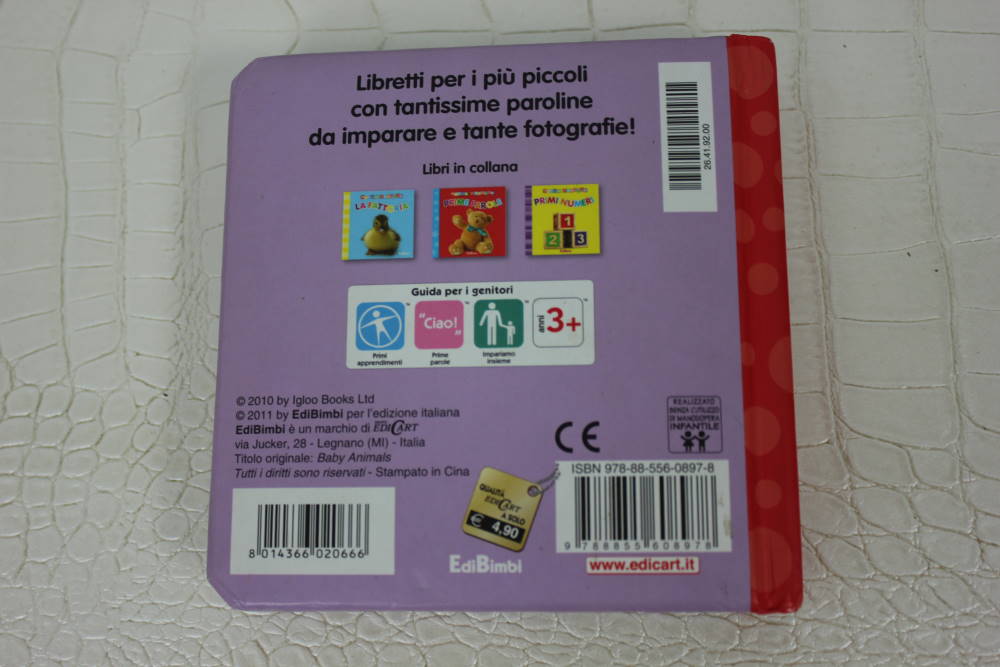 Libretti per i più piccoli
con tantissime paroline
da imparare e tante fotografie!
Libri in collana
LA FATTORIA
PRIME PAROLE
PRIMI NUMERI
1
2 3
26.41.92.00
Guida per i genitori
"Ciao!"
anni 3+
Primi
apprendimenti
Prime
parole
Impariamo
insieme
© 2010 by Igloo Books Ltd
© 2011 by EdiBimbi per l'edizione italiana
EdiBimbi è un marchio di EDICART
via Jucker, 28 - Legnano (MI) - Italia
Titolo originale: Baby Animals
Tutti i diritti sono riservati - Stampato in Cina
CE
REALIZZATO
SENZA L'UTILIZZO
DI MANODOPERA
INFANTILE
8 014366 020666
QUALITÀ
EDICART
A SOLO
€ 4,90
EdiBimbi
ISBN 978-88-556-0897-8
9 788855 608978
www.edicart.it